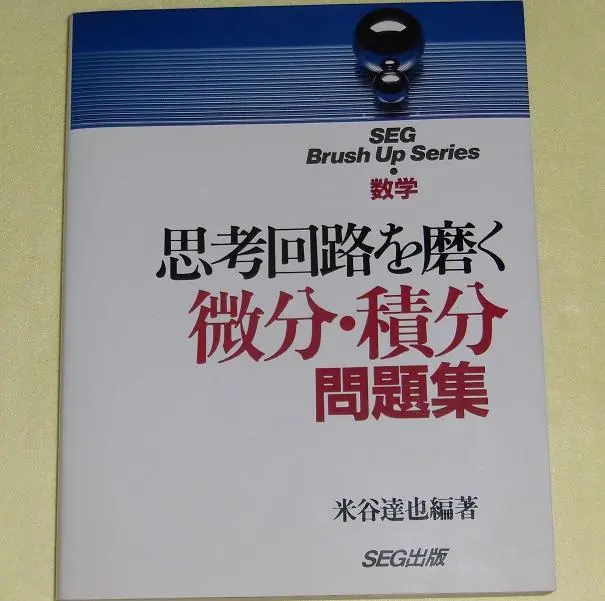 SEG
Brush Up Series
・
数学
思考回路を磨く
微分・積分
問題集
米谷達也編著
SEG出版